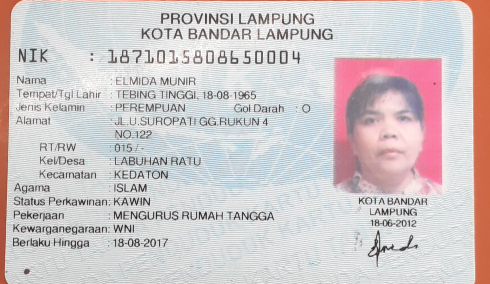 PROVINSI LAMPUNG
KOTA BANDAR LAMPUNG
NIK : 1871015808650004
Nama : ELMIDA MUNIR
Tempat/Tgl Lahir : TEBING TINGGI, 18-08-1965
Jenis Kelamin : PEREMPUAN Gol Darah : O
Alamat : JL.U.SUROPATI GG.RUKUN 4
NO.122
RT/RW : 015 / -
Kel/Desa : LABUHAN RATU
Kecamatan : KEDATON
Agama : ISLAM
Status Perkawinan: KAWIN
Pekerjaan : MENGURUS RUMAH TANGGA
Kewarganegaraan: WNI
Berlaku Hingga : 18-08-2017
KOTA BANDAR
LAMPUNG
18-06-2012